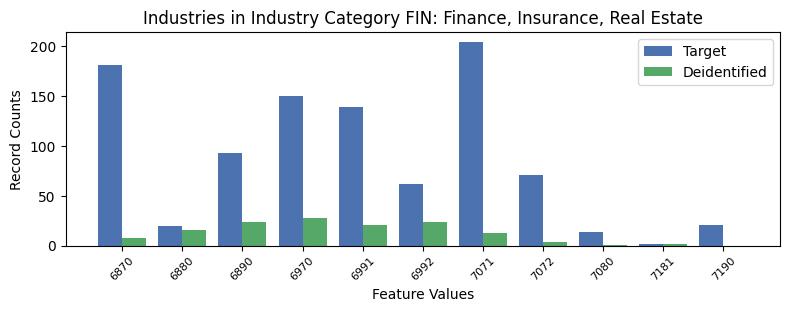 Industries in Industry Category FIN: Finance, Insurance, Real Estate
Target
Deidentified
Record Counts
200
150
100
50
0
6870 6880 6890 6970 6991 6992 7071 7072 7080 7181 7190
Feature Values